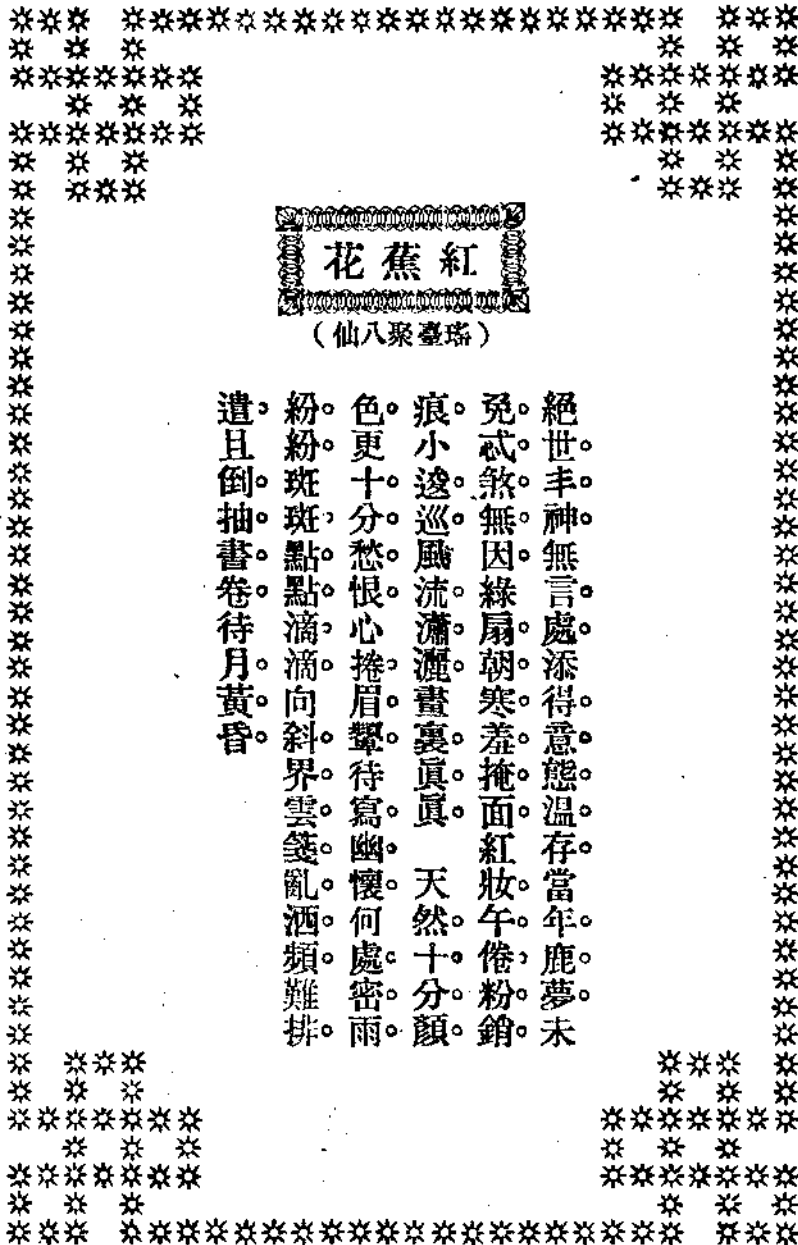 紅蕉花
（瑤臺聚八仙）
絕世。丰神。無言。處。添得。意。態。溫。存。當年。鹿。夢。未
免。忒。煞。無。因。綠扇。朝。寒。羞。掩面。紅妝。午。倦。粉。銷。
痕。小逡。巡。風流。瀟。灑。畫裏。眞。眞　天然。十。分。顏。
色。更十。分。愁。恨。心捲。眉。顰。待寫。幽。懷。何處。密。雨。
紛。紛。斑斑。點。點。滴。滴。向斜。界。雲。箋。亂。洒。頻。難排。
遣。且倒。抽。書。卷。待月。黃。昏。